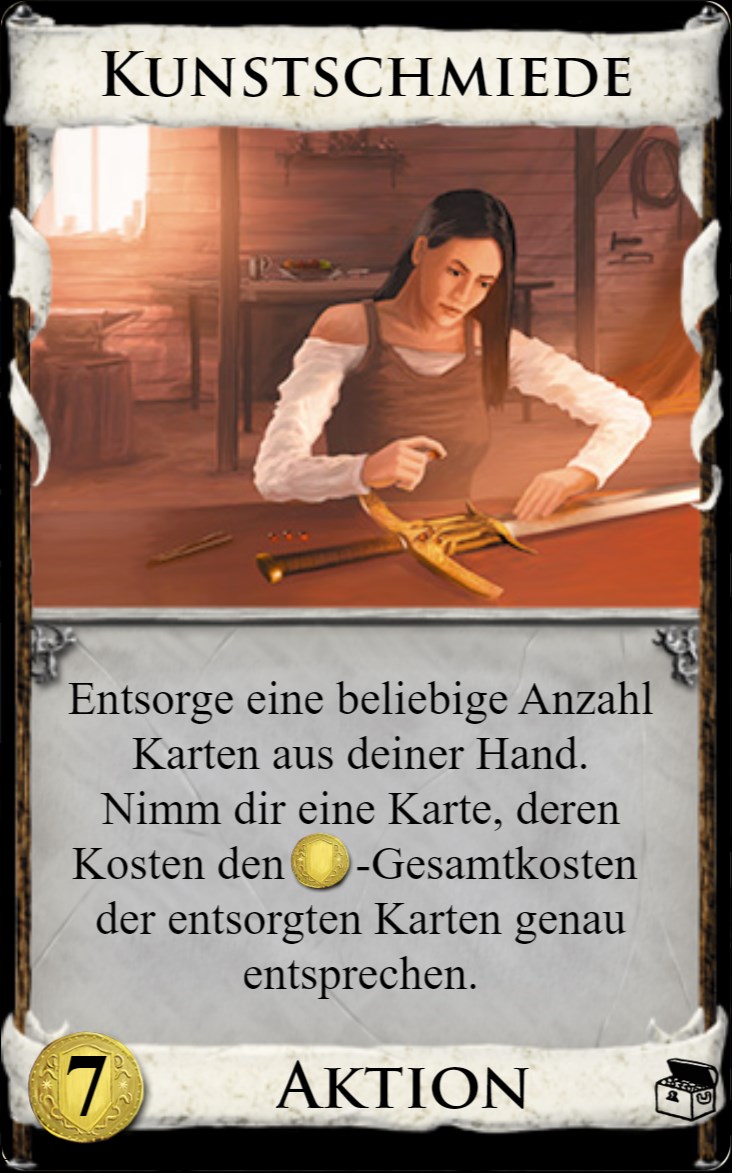 KUNSTSCHMIEDE
Entsorge eine beliebige Anzahl
Karten aus deiner Hand.
Nimm dir eine Karte, deren
Kosten den -Gesamtkosten
der entsorgten Karten genau
entsprechen.
7 AKTION